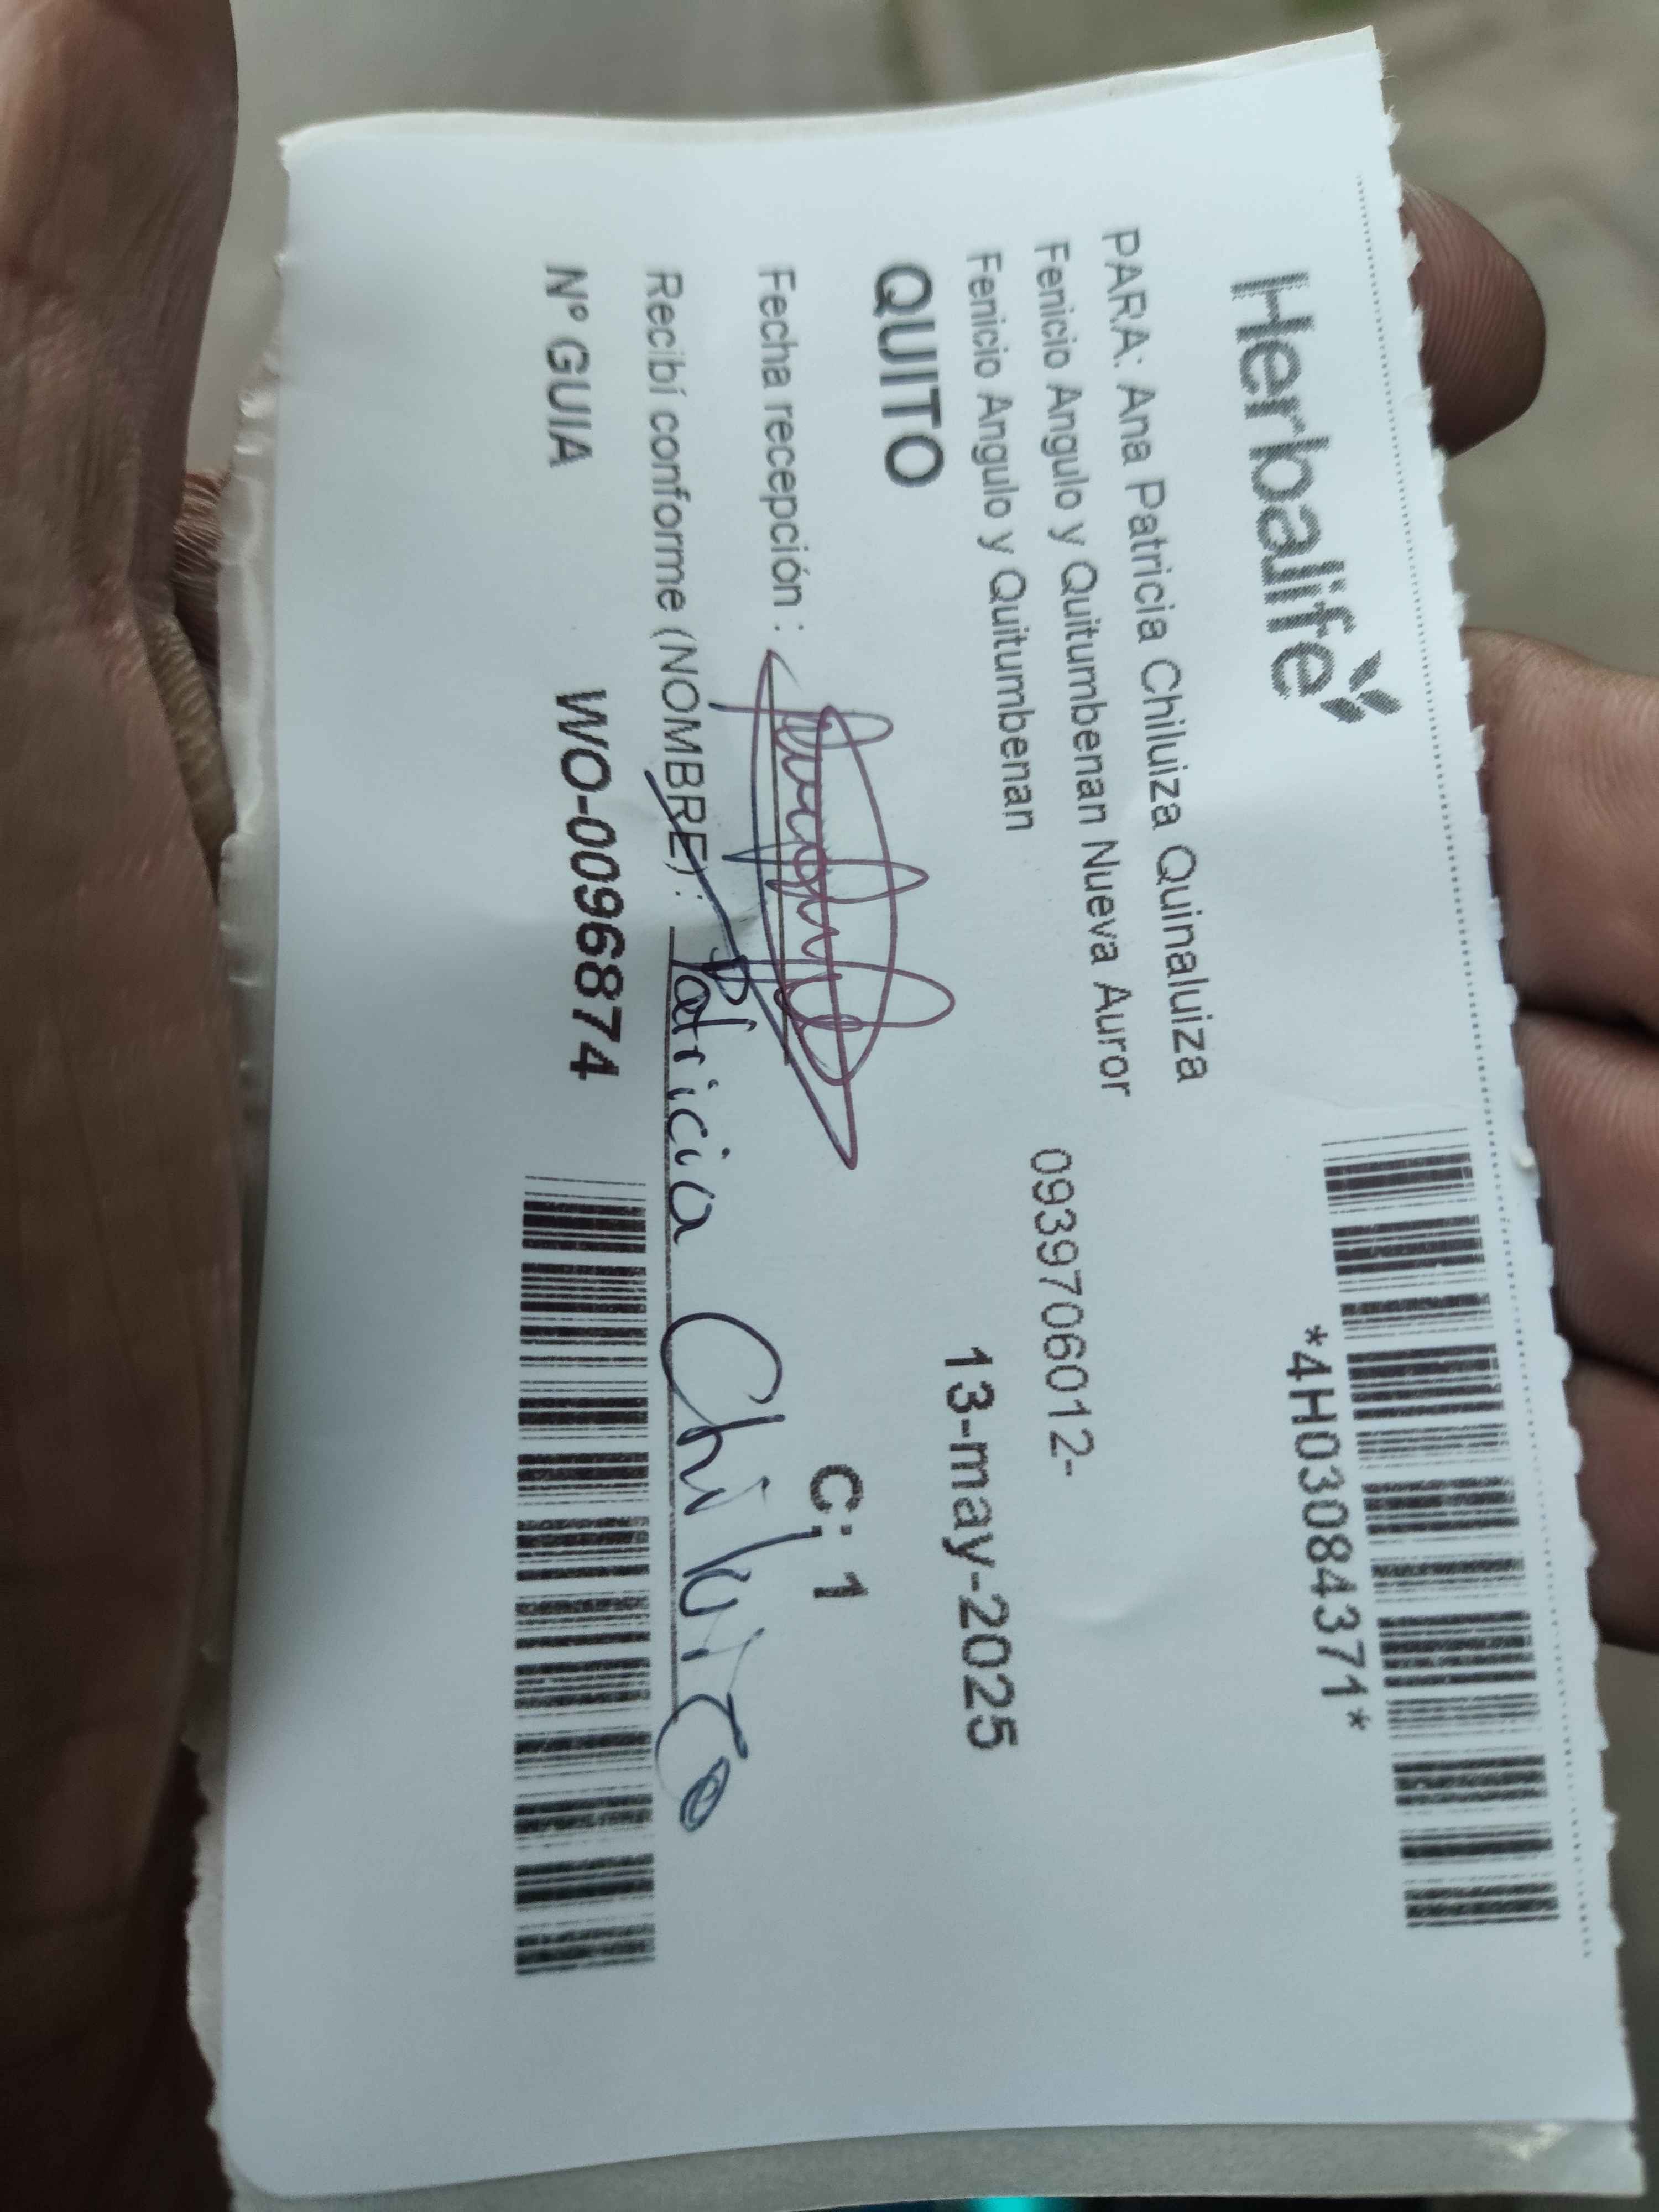 Herbalife
*4H03084371*
PARA: Ana Patricia Chiluiza Quinaluiza
Fenicio Angulo y Quitumbenan Nueva Auror
0939706012-
Fenicio Angulo y Quitumbenan
QUITO
13-may-2025
Fecha recepción :
C: 1
Recibí conforme (NOMBRE): Patricia
Nº GUIA WO-0096874